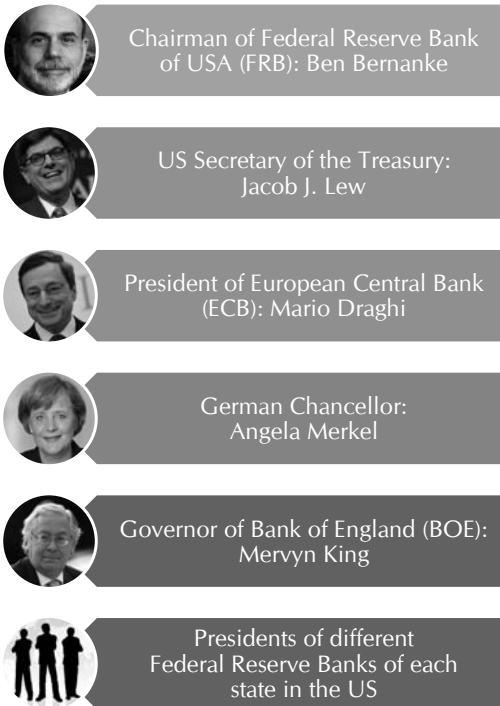 Chairman of Federal Reserve Bank
of USA (FRB): Ben Bernanke
US Secretary of the Treasury:
Jacob J. Lew
President of European Central Bank
(ECB): Mario Draghi
German Chancellor:
Angela Merkel
Governor of Bank of England (BOE):
Mervyn King
Presidents of different
Federal Reserve Banks of each
state in the US